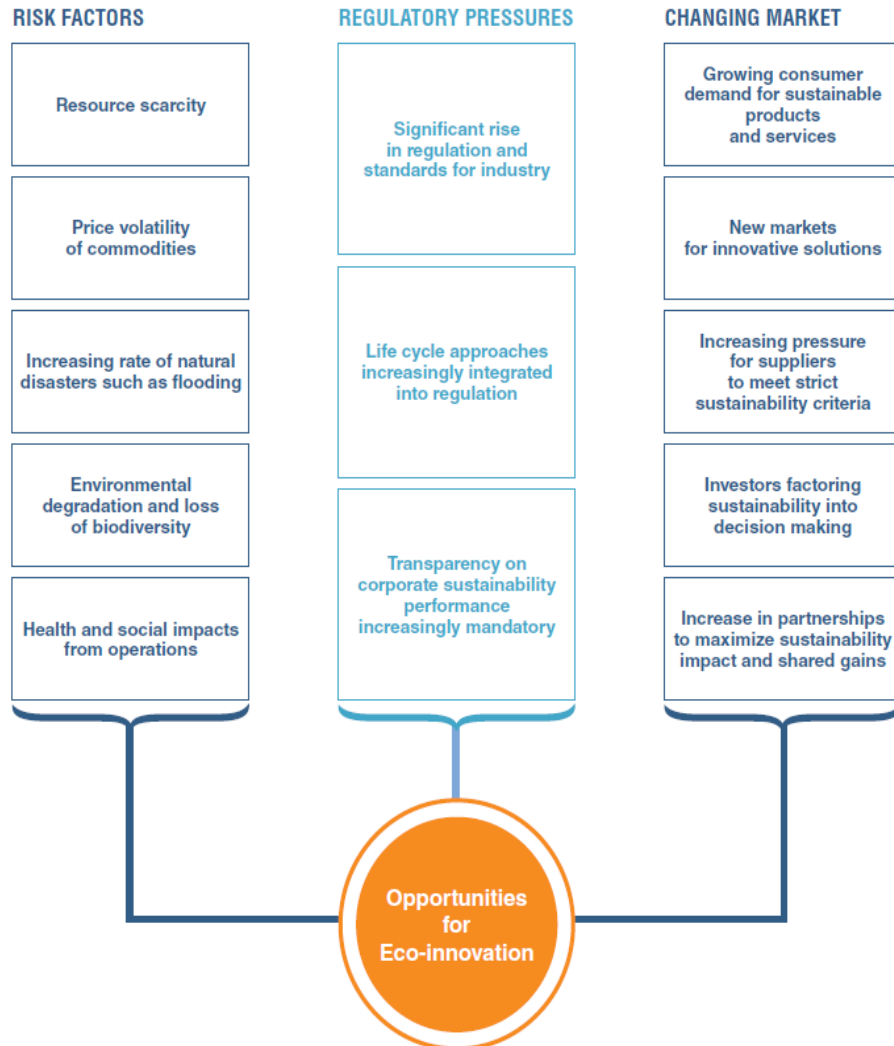 RISK FACTORS
Resource scarcity
Price volatility
of commodities
Increasing rate of natural
disasters such as flooding
Environmental
degradation and loss
of biodiversity
Health and social impacts
from operations
REGULATORY PRESSURES
Significant rise
in regulation and
standards for industry
Life cycle approaches
increasingly integrated
into regulation
Transparency on
corporate sustainability
performance
increasingly mandatory
CHANGING MARKET
Growing consumer
demand for sustainable
products
and services
New markets
for innovative solutions
Increasing pressure
for suppliers
to meet strict
sustainability criteria
Investors factoring
sustainability into
decision making
Increase in partnerships
to maximize sustainability
impact and shared gains
Opportunities
for
Eco-innovation